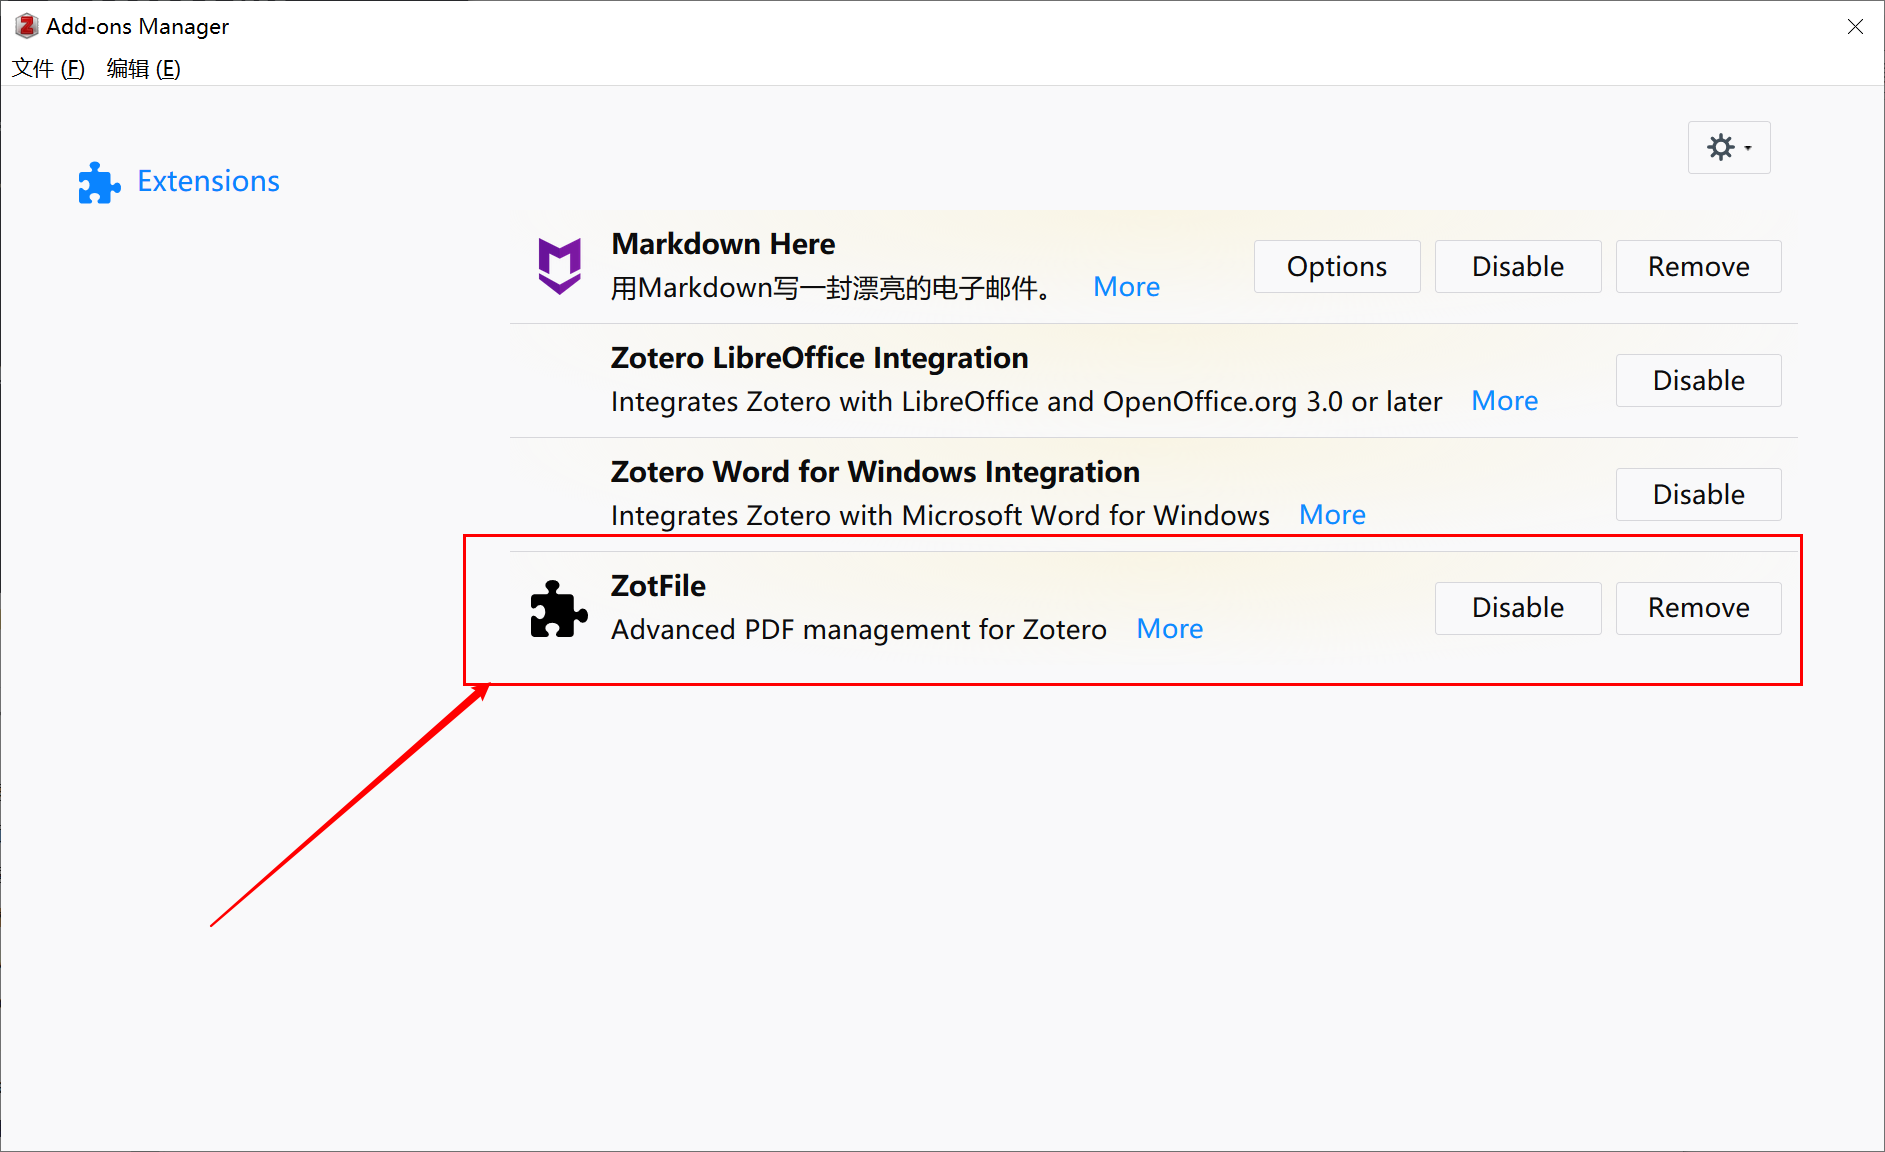 Add-ons Manager
文件 (F) 编辑 (E)
Extensions
Markdown Here
用Markdown写一封漂亮的电子邮件。 More
Options Disable Remove
Zotero LibreOffice Integration
Integrates Zotero with LibreOffice and OpenOffice.org 3.0 or later More
Disable
Zotero Word for Windows Integration
Integrates Zotero with Microsoft Word for Windows More
Disable
ZotFile
Advanced PDF management for Zotero More
Disable Remove